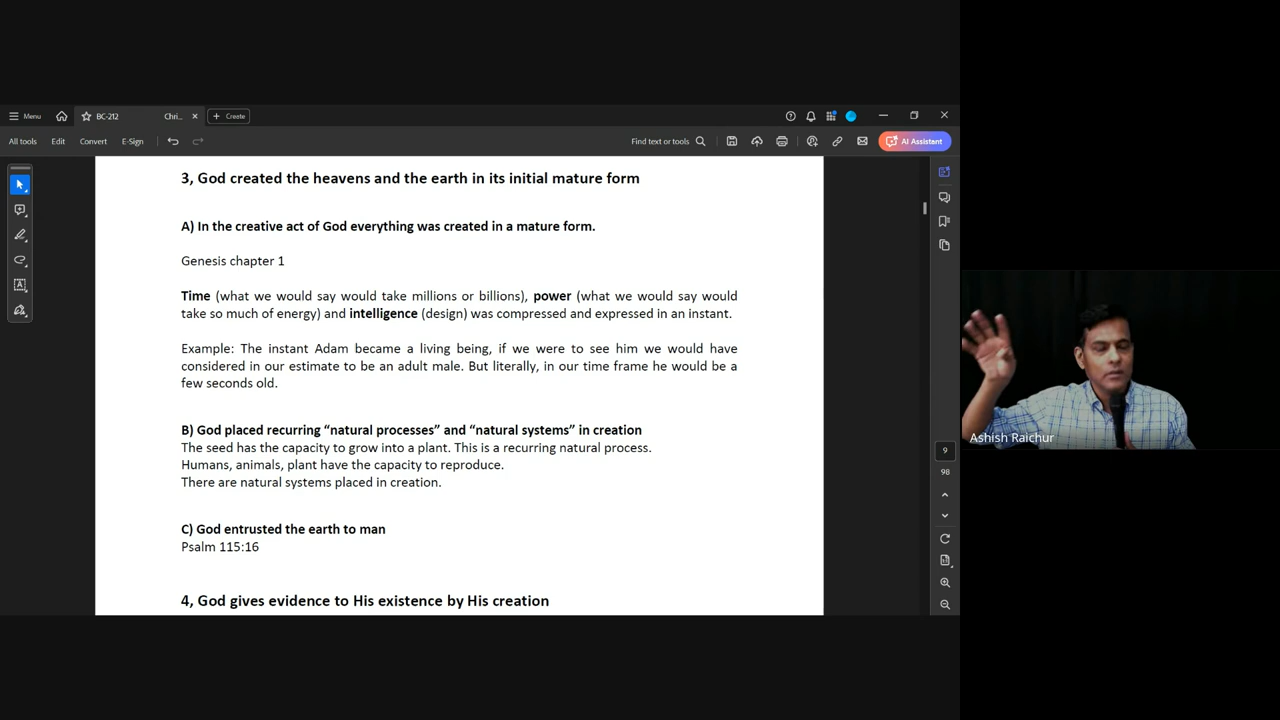 Menu
BC-212
Chri...
Create
All tools
Edit
Convert
E-Sign
Find text or tools
AI Assistant
3, God created the heavens and the earth in its initial mature form
A) In the creative act of God everything was created in a mature form.
Genesis chapter 1
Time (what we would say would take millions or billions), power (what we would say would
take so much of energy) and intelligence (design) was compressed and expressed in an instant.
Example: The instant Adam became a living being, if we were to see him we would have
considered in our estimate to be an adult male. But literally, in our time frame he would be a
few seconds old.
B) God placed recurring “natural processes” and “natural systems” in creation
The seed has the capacity to grow into a plant. This is a recurring natural process.
Humans, animals, plant have the capacity to reproduce.
There are natural systems placed in creation.
C) God entrusted the earth to man
Psalm 115:16
4, God gives evidence to His existence by His creation
9
98
Ashish Raichur